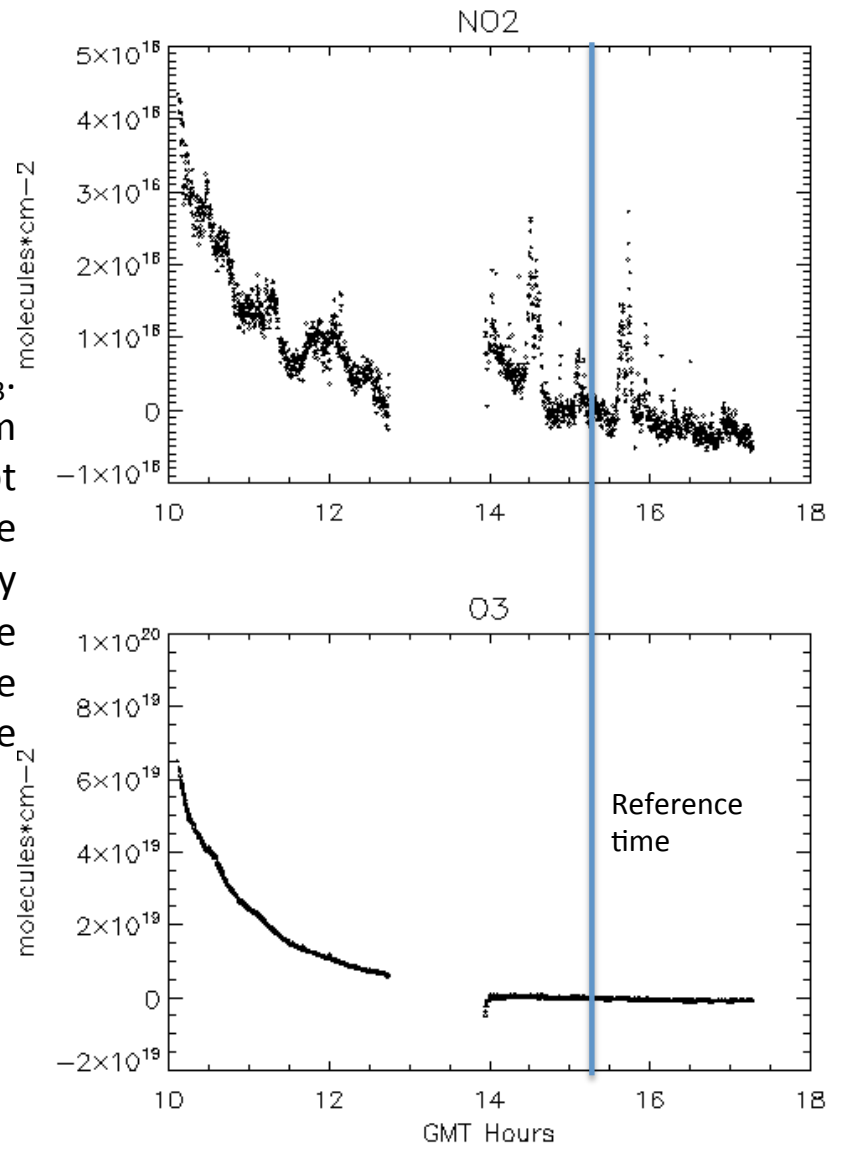 NO2
5×10¹⁶
4×10¹⁶
3×10¹⁶
2×10¹⁶
1×10¹⁶
0
−1×10¹⁶
molecules*cm−2
10 12 14 16 18
O3
1×10²⁰
8×10¹⁹
6×10¹⁹
4×10¹⁹
2×10¹⁹
0
−2×10¹⁹
molecules*cm−2
Reference
time
10 12 14 16 18
GMT Hours